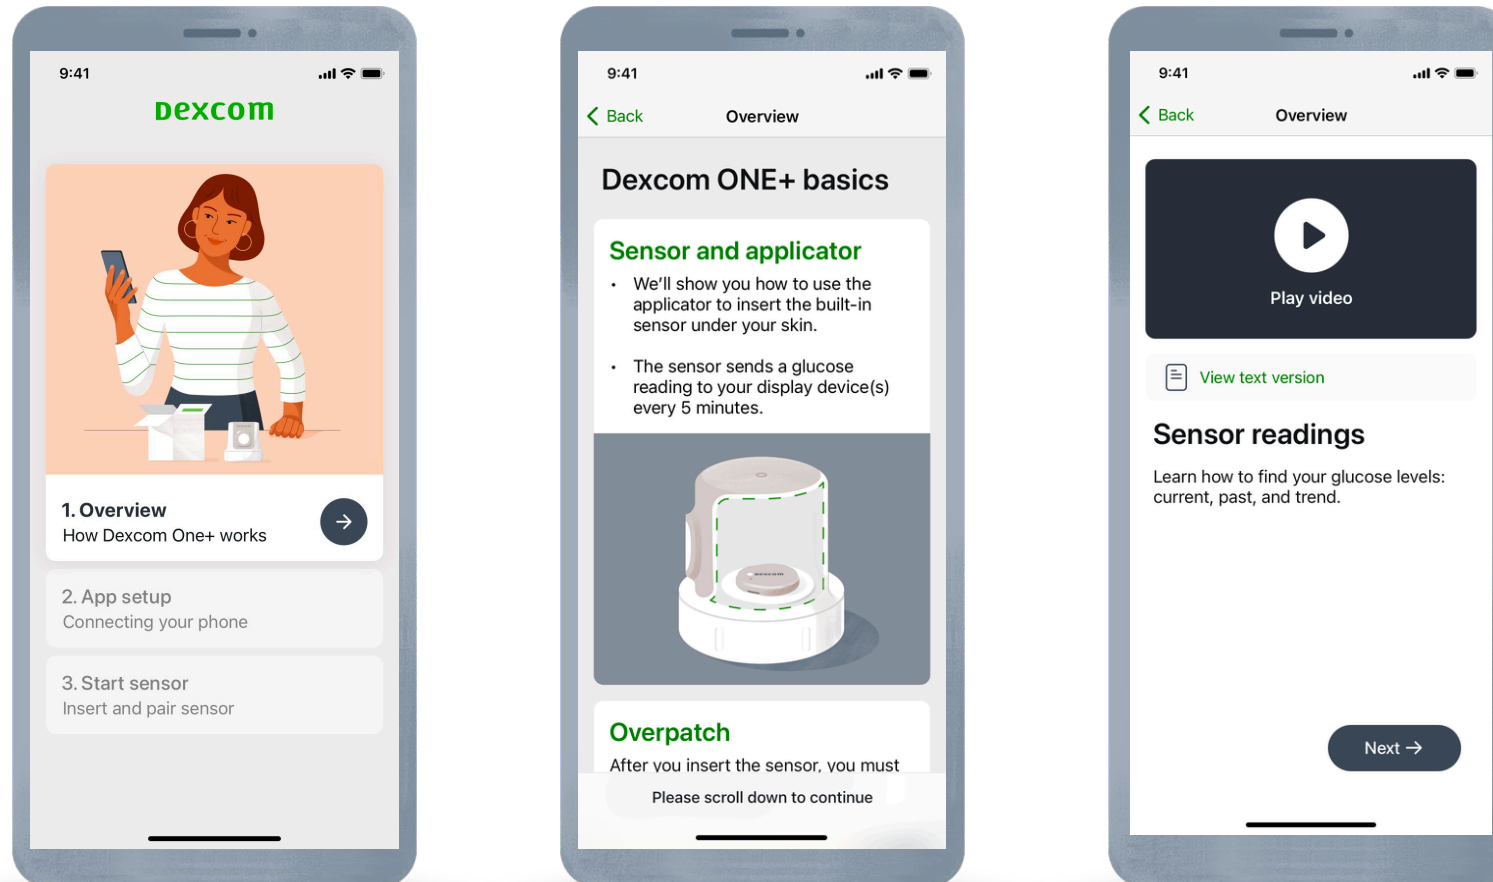 9:41
Dexcom
1. Overview
How Dexcom One+ works
2. App setup
Connecting your phone
3. Start sensor
Insert and pair sensor
9:41
Back
Overview
Dexcom ONE+ basics
Sensor and applicator
• We'll show you how to use the
applicator to insert the built-in
sensor under your skin.
• The sensor sends a glucose
reading to your display device(s)
every 5 minutes.
Dexcom
Overpatch
After you insert the sensor, you must
Please scroll down to continue
9:41
Back
Overview
Play video
View text version
Sensor readings
Learn how to find your glucose levels:
current, past, and trend.
Next →